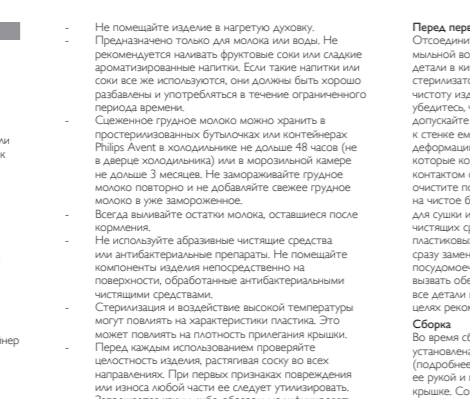 ли
к
йнер
- Не помещайте изделие в нагретую духовку.
- Предназначено только для молока или воды. Не
рекомендуется наливать фруктовые соки или сладкие
ароматизированные напитки. Если такие напитки или
соки все же используются, они должны быть хорошо
разбавлены и употребляться в течение ограниченного
периода времени.
- Сцеженное грудное молоко можно хранить в
простерилизованных бутылочках или контейнерах
Philips Avent в холодильнике не дольше 48 часов (не
в дверце холодильника) или в морозильной камере
не дольше 3 месяцев. Не замораживайте грудное
молоко повторно и не добавляйте свежее грудное
молоко в уже замороженное.
- Всегда выливайте остатки молока, оставшиеся после
кормления.
- Не используйте абразивные чистящие средства
или антибактериальные препараты. Не помещайте
компоненты изделия непосредственно на
поверхности, обработанные антибактериальными
чистящими средствами.
- Стерилизация и воздействие высокой температуры
могут повлиять на характеристики пластика. Это
может повлиять на плотность прилегания крышки.
- Перед каждым использованием проверяйте
целостность изделия, растягивая соску во всех
направлениях. При первых признаках повреждения
или износа любой части ее следует утилизировать.
Перед перв
Отсоедини
мыльной во
детали в ки
стерилизато
чистоту изд
убедитесь, ч
допускайте
к стенке ем
деформаци
которые ко
контактом с
очистите по
на чистое б
для сушки и
чистящих ср
пластиковых
сразу замен
посудомоеч
вызвать обе
все детали и
целях реком
Сборка
Во время сб
установлена
(подробнее
ее рукой и
крышке. Со